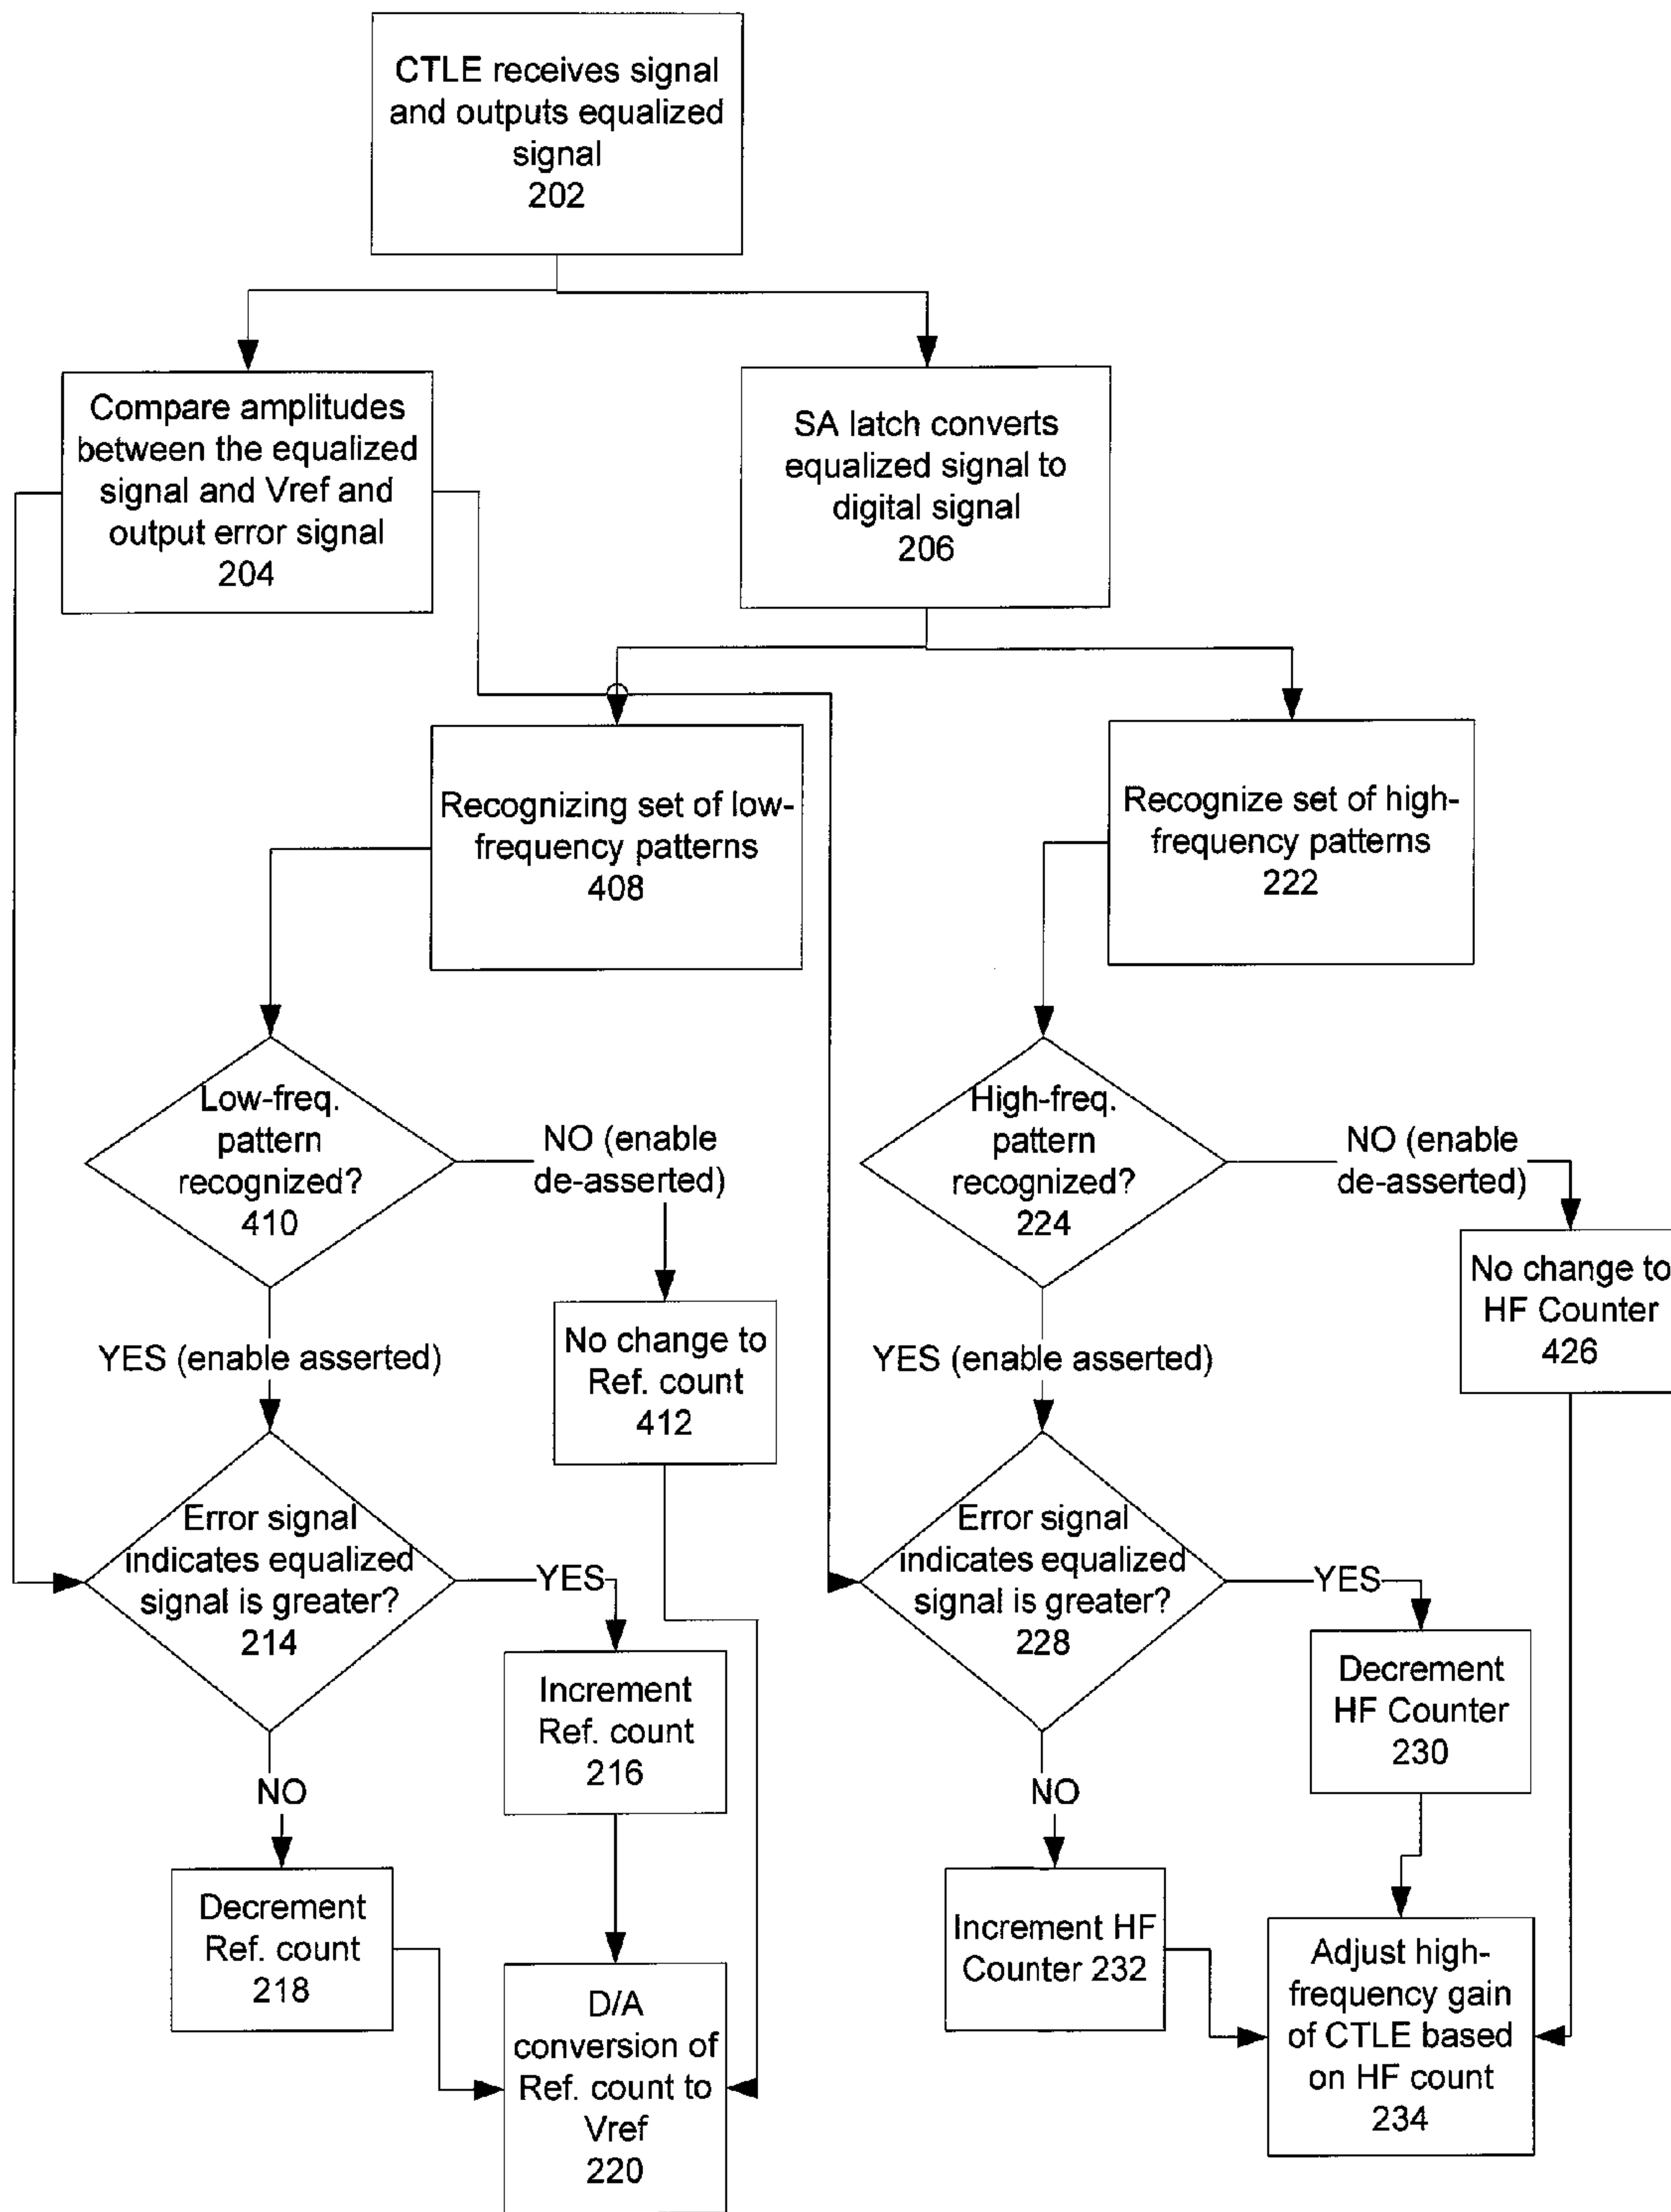 CTLE receives signal
and outputs equalized
signal
202
Compare amplitudes
between the equalized
signal and Vref and
output error signal
204
SA latch converts
equalized signal to
digital signal
206
Recognizing set of low-
frequency patterns
408
Recognize set of high-
frequency patterns
222
Low-freq.
pattern
recognized?
410
NO (enable
de-asserted)
High-freq.
pattern
recognized?
224
NO (enable
de-asserted)
No change to
HF Counter
426
YES (enable asserted)
No change to
Ref. count
412
YES (enable asserted)
Error signal
indicates equalized
signal is greater?
214
YES
Error signal
indicates equalized
signal is greater?
228
YES
Increment
Ref. count
216
Decrement
HF Counter
230
NO
NO
Decrement
Ref. count
218
Increment HF
Counter 232
D/A
conversion of
Ref. count to
Vref
220
Adjust high-
frequency gain
of CTLE based
on HF count
234